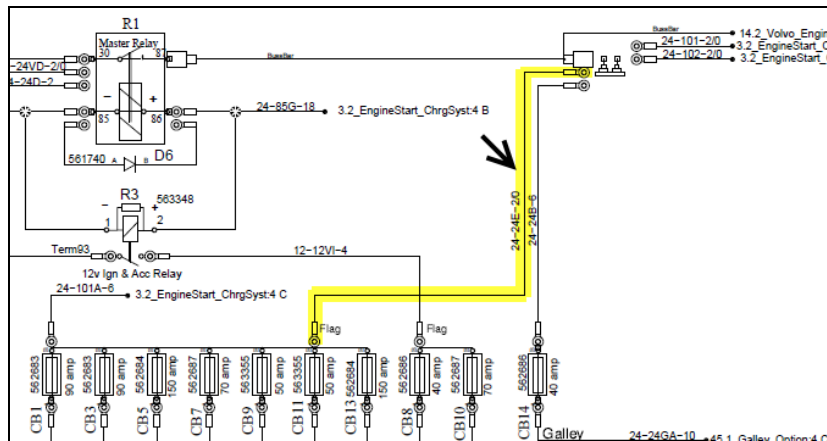 R1
Master Relay
30
87
BussBar
BussBar
14.2_Volvo_Engin
24-101-2/0
3.2_EngineStart_C
24-102-2/0
3.2_EngineStart_
-24VD-2/0
4-24D-2
−
+
85
86
24-85G-18
3.2_EngineStart_ChrgSyst:4 B
561740
A
B
D6
R3
−
+
563348
1
2
24-24E-2/0
24-24B-6
Term93
12-12VI-4
12v Ign & Acc Relay
24-101A-6
3.2_EngineStart_ChrgSyst:4 C
Flag
Flag
562683
90 amp
562683
90 amp
562684
150 amp
562687
70 amp
563355
50 amp
563355
50 amp
562684
150 amp
562686
40 amp
562687
70 amp
562686
40 amp
CB1
CB3
CB5
CB7
CB9
CB11
CB13
CB8
CB10
CB14
Galley
24-24GA-10
45.1_Galley_Option:4 C